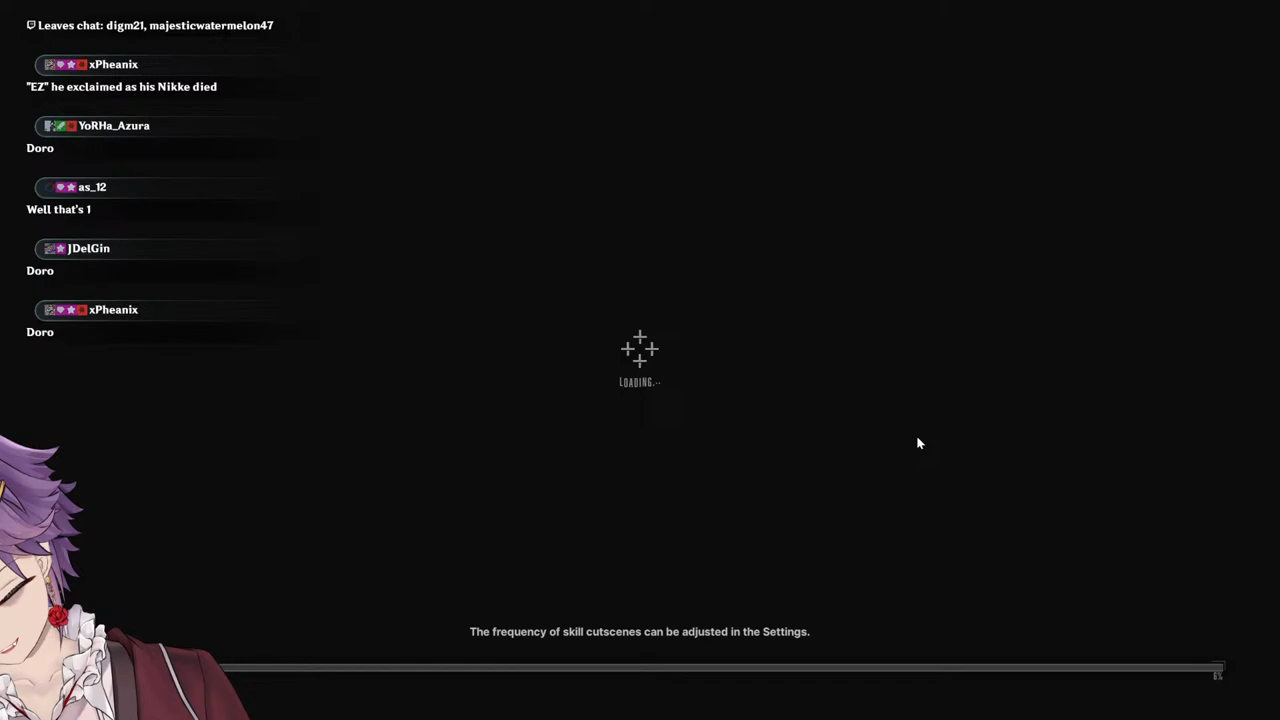 Leaves chat: digm21, majesticwatermelon47
xPheanix
"EZ" he exclaimed as his Nikke died
YoRHa_Azura
Doro
as_12
Well that's 1
JDelGin
Doro
xPheanix
Doro
LOADING...
The frequency of skill cutscenes can be adjusted in the Settings.
6%